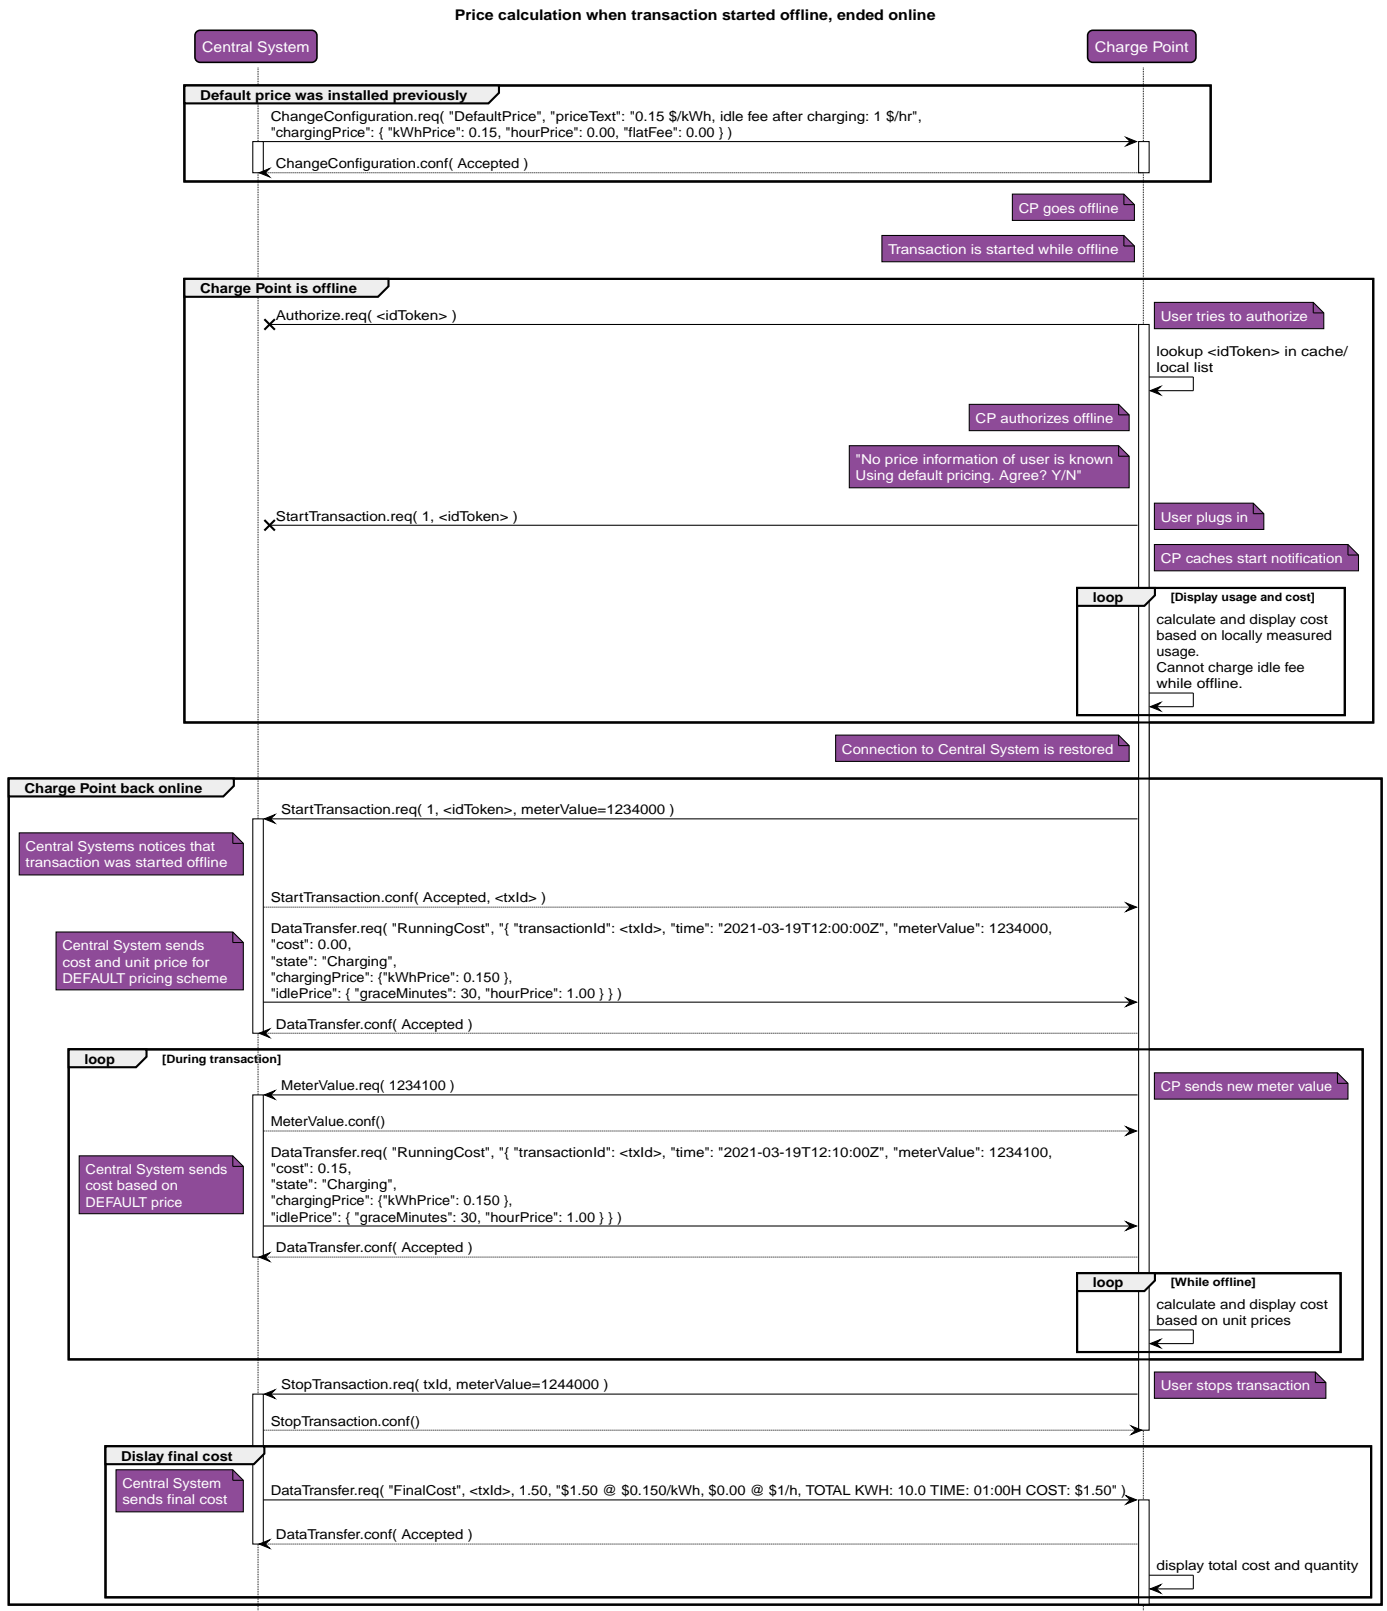 Price calculation when transaction started offline, ended online
Central System
Charge Point
Default price was installed previously
ChangeConfiguration.req( "DefaultPrice", "priceText": "0.15 $/kWh, idle fee after charging: 1 $/hr",
"chargingPrice": { "kWhPrice": 0.15, "hourPrice": 0.00, "flatFee": 0.00 } )
ChangeConfiguration.conf( Accepted )
CP goes offline
Transaction is started while offline
Charge Point is offline
Authorize.req( <idToken> )
User tries to authorize
lookup <idToken> in cache/
local list
CP authorizes offline
"No price information of user is known
Using default pricing. Agree? Y/N"
StartTransaction.req( 1, <idToken> )
User plugs in
CP caches start notification
loop
[Display usage and cost]
calculate and display cost
based on locally measured
usage.
Cannot charge idle fee
while offline.
Connection to Central System is restored
Charge Point back online
StartTransaction.req( 1, <idToken>, meterValue=1234000 )
Central Systems notices that
transaction was started offline
StartTransaction.conf( Accepted, <txId> )
Central System sends
cost and unit price for
DEFAULT pricing scheme
DataTransfer.req( "RunningCost", "{ "transactionId": <txId>, "time": "2021-03-19T12:00:00Z", "meterValue": 1234000,
"cost": 0.00,
"state": "Charging",
"chargingPrice": {"kWhPrice": 0.150 },
"idlePrice": { "graceMinutes": 30, "hourPrice": 1.00 } } )
DataTransfer.conf( Accepted )
loop
[During transaction]
MeterValue.req( 1234100 )
CP sends new meter value
MeterValue.conf()
Central System sends
cost based on
DEFAULT price
DataTransfer.req( "RunningCost", "{ "transactionId": <txId>, "time": "2021-03-19T12:10:00Z", "meterValue": 1234100,
"cost": 0.15,
"state": "Charging",
"chargingPrice": {"kWhPrice": 0.150 },
"idlePrice": { "graceMinutes": 30, "hourPrice": 1.00 } } )
DataTransfer.conf( Accepted )
loop
[While offline]
calculate and display cost
based on unit prices
StopTransaction.req( txId, meterValue=1244000 )
User stops transaction
StopTransaction.conf()
Dislay final cost
Central System
sends final cost
DataTransfer.req( "FinalCost", <txId>, 1.50, "$1.50 @ $0.150/kWh, $0.00 @ $1/h, TOTAL KWH: 10.0 TIME: 01:00H COST: $1.50" )
DataTransfer.conf( Accepted )
display total cost and quantity